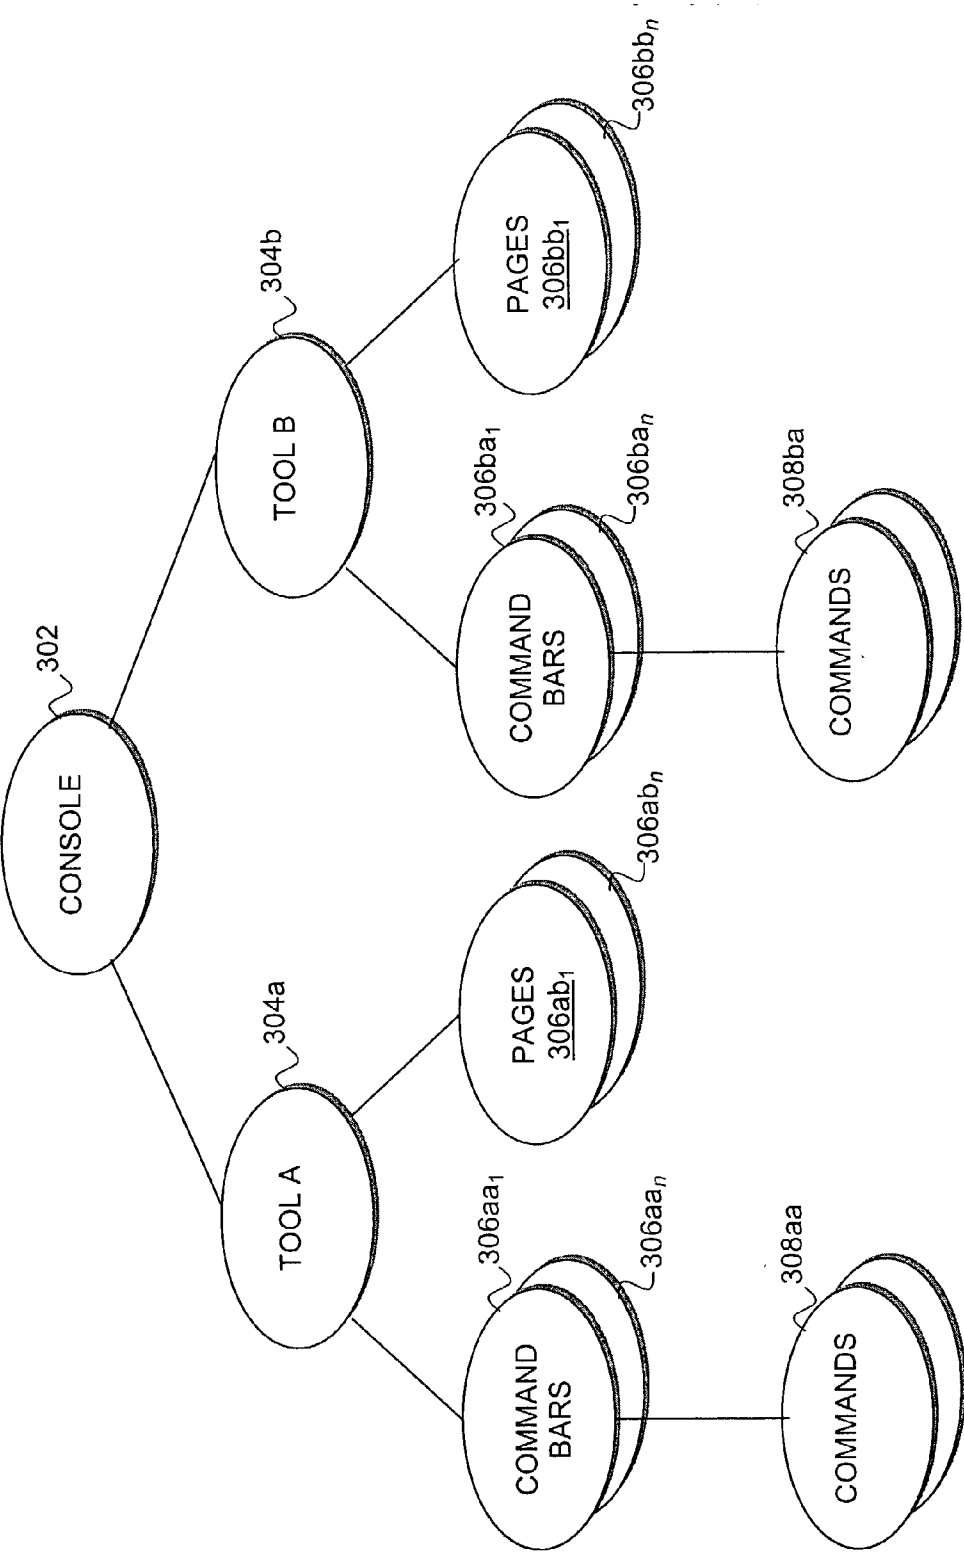 302
CONSOLE
304a
TOOL A
304b
TOOL B
306aa₁
COMMAND
BARS
306aaₙ
PAGES
306ab₁
306abₙ
306ba₁
COMMAND
BARS
306baₙ
PAGES
306bb₁
306bbₙ
308aa
COMMANDS
308ba
COMMANDS